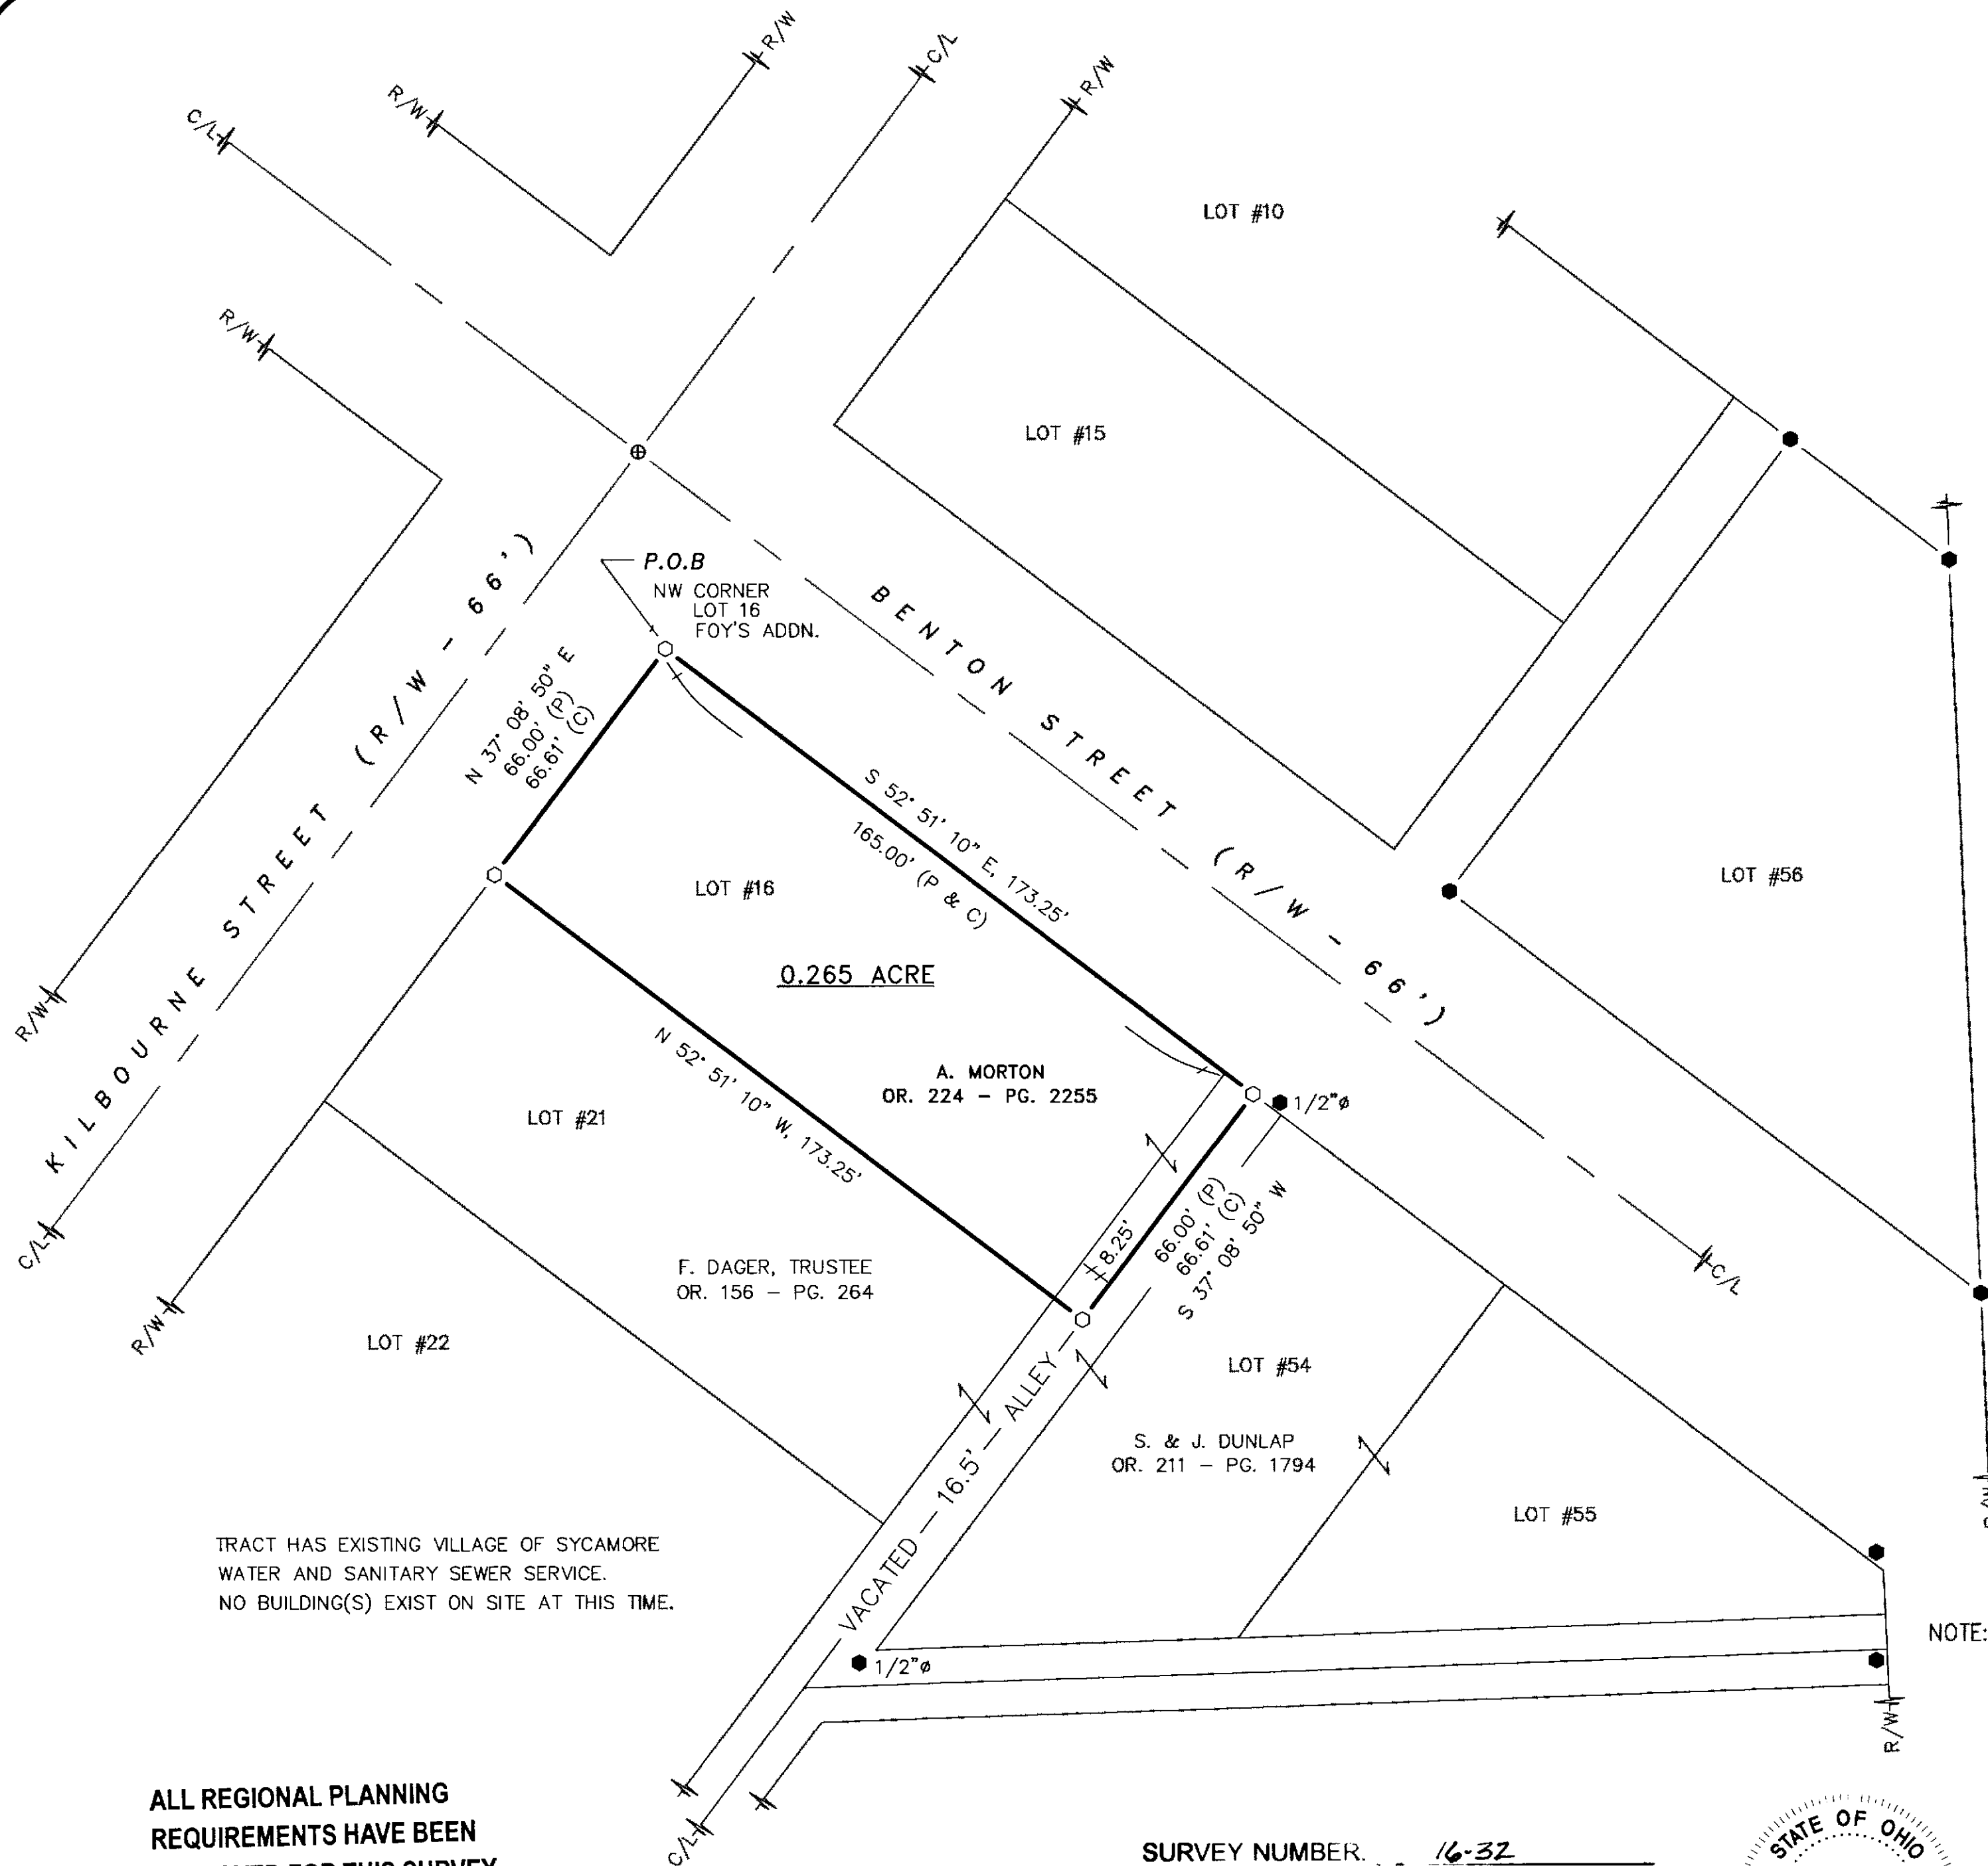 R/W
C/L
R/W
R/W
C/L
R/W
LOT #10
LOT #15
P.O.B
NW CORNER
LOT 16
FOY'S ADDN.
BENTON STREET (R/W - 66')
KILBOURNE STREET (R/W - 66')
N 37° 08' 50" E
66.00' (P)
66.61' (C)
S 52° 51' 10" E, 173.25'
165.00' (P & C)
LOT #16
LOT #56
0.265 ACRE
N 52° 51' 10" W, 173.25'
A. MORTON
OR. 224 - PG. 2255
1/2"ø
R/W
LOT #21
8.25'
66.00' (P)
66.61' (C)
S 37° 08' 50" W
C/L
C/L
F. DAGER, TRUSTEE
OR. 156 - PG. 264
R/W
LOT #22
LOT #54
S. & J. DUNLAP
OR. 211 - PG. 1794
VACATED - 16.5' - ALLEY
LOT #55
TRACT HAS EXISTING VILLAGE OF SYCAMORE
WATER AND SANITARY SEWER SERVICE.
NO BUILDING(S) EXIST ON SITE AT THIS TIME.
NOTE:
1/2"ø
R/W
C/L
ALL REGIONAL PLANNING
REQUIREMENTS HAVE BEEN
FOR THIS SURVEY
SURVEY NUMBER. 16-32
STATE OF OHIO